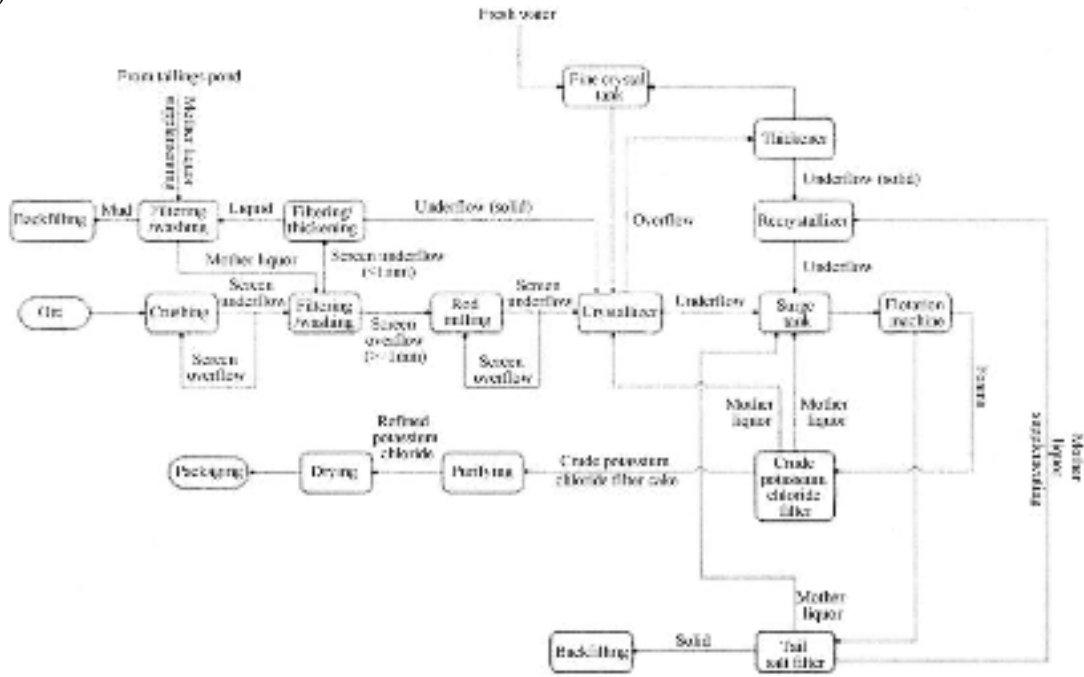 Fresh water
Fine crystal
tank
From tailings pond
Mother liquor
supplementing
Thickener
Underflow (solid)
Backfilling
Mud
Filtering
/washing
Liquid
Filtering/
thickening
Underflow (solid)
Overflow
Recrystallizer
Mother liquor
Screen underflow
(<1mm)
Underflow
Ore
Crushing
Screen
underflow
Filtering
/washing
Screen
overflow
(>=1mm)
Rod
milling
Screen
underflow
Crystallizer
Underflow
Surge
tank
Flotation
machine
Screen
overflow
Screen
overflow
Foam
Mother
liquor
Mother
liquor
Mother
liquor
supplementing
Packaging
Drying
Refined
potassium
chloride
Purifying
Crude potassium
chloride filter cake
Crude
potassium
chloride
filter
Mother
liquor
Backfilling
Solid
Tail
salt filter